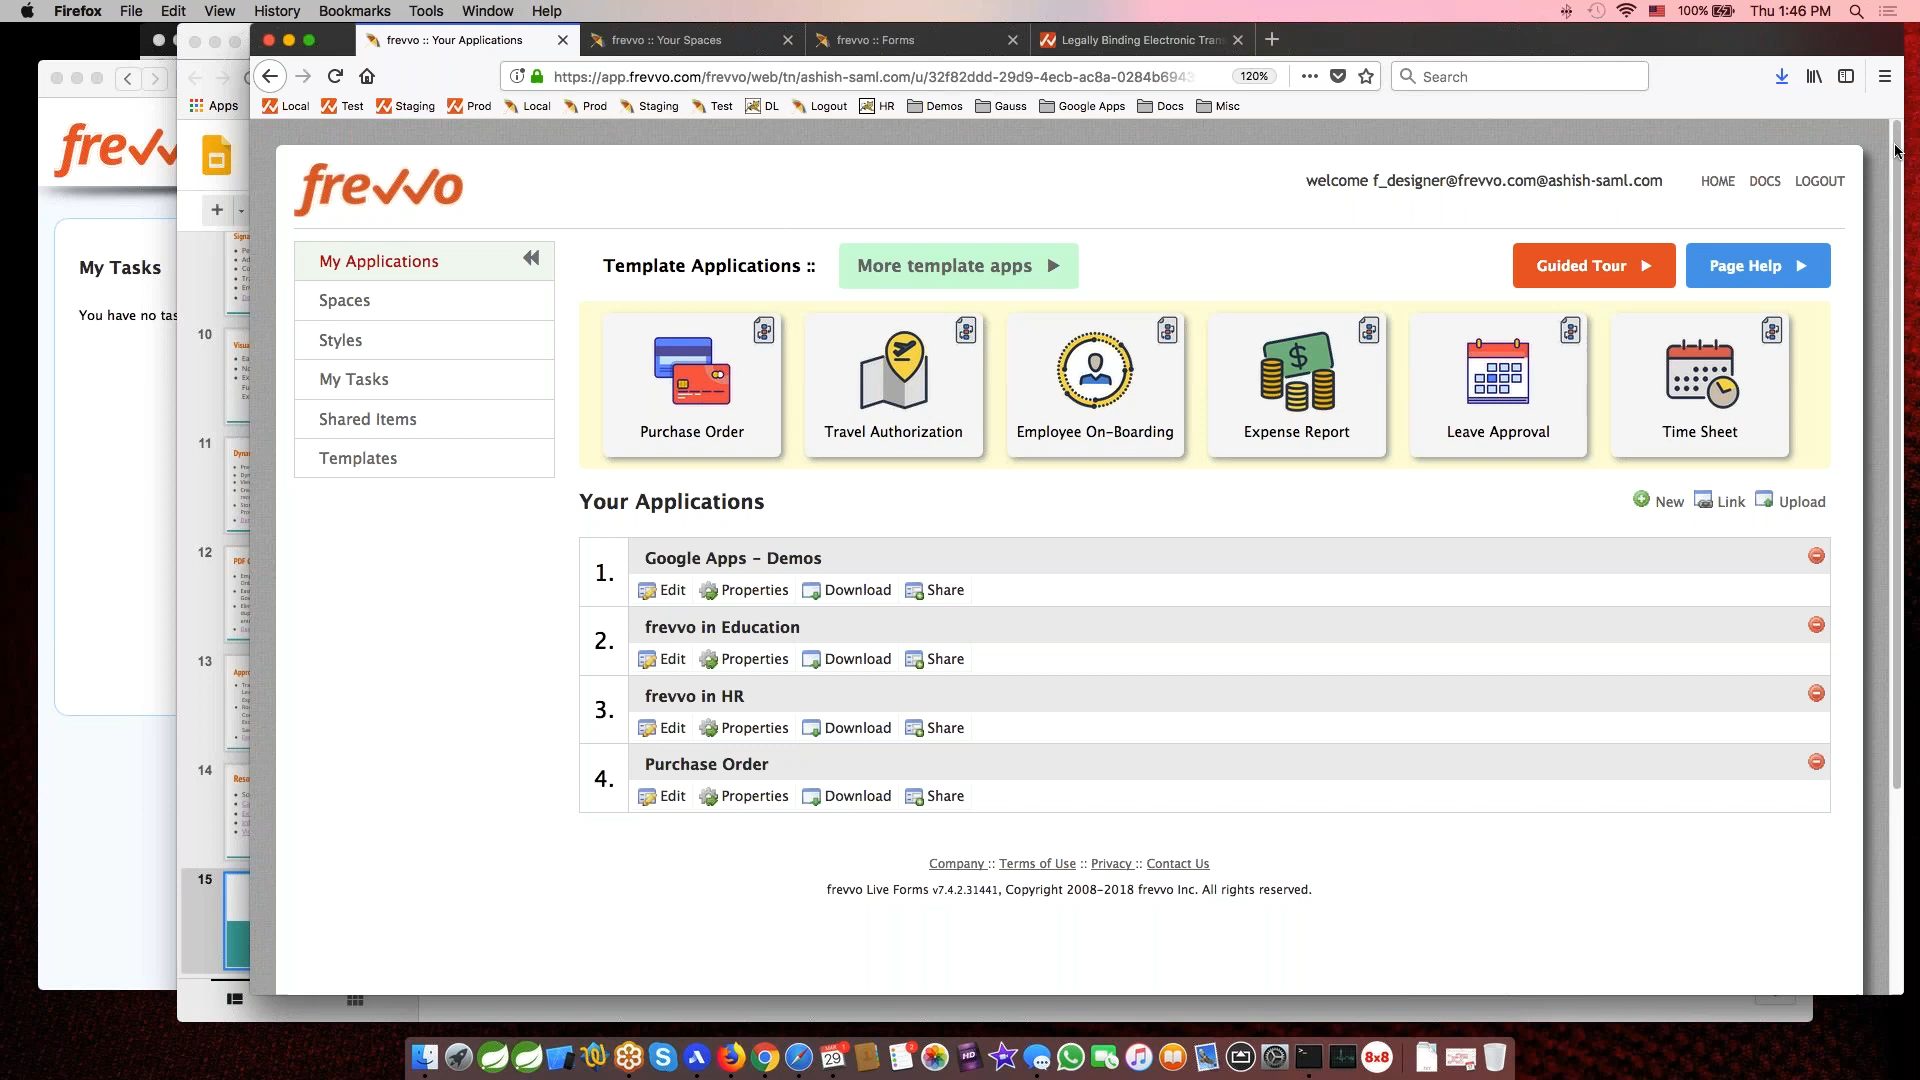 Firefox File Edit View History Bookmarks Tools Window Help
100% Thu 1:46 PM
frevvo :: Your Applications
frevvo :: Your Spaces
frevvo :: Forms
Legally Binding Electronic Tran
https://app.frevvo.com/frevvo/web/tn/ashish-saml.com/u/32f82ddd-29d9-4ecb-ac8a-0284b6943
120%
Search
Apps
Local Test Staging Prod Local Prod Staging Test DL Logout HR Demos Gauss Google Apps Docs Misc
frevvo
welcome f_designer@frevvo.com@ashish-saml.com
HOME DOCS LOGOUT
My Applications
Spaces
Styles
My Tasks
Shared Items
Templates
Template Applications ::
More template apps
Guided Tour
Page Help
Purchase Order
Travel Authorization
Employee On-Boarding
Expense Report
Leave Approval
Time Sheet
Your Applications
New Link Upload
1. Google Apps - Demos
Edit Properties Download Share
2. frevvo in Education
Edit Properties Download Share
3. frevvo in HR
Edit Properties Download Share
4. Purchase Order
Edit Properties Download Share
Company :: Terms of Use :: Privacy :: Contact Us
frevvo Live Forms v7.4.2.31441, Copyright 2008-2018 frevvo Inc. All rights reserved.
My Tasks
You have no tas
10
11
12
13
14
15
29
8x8